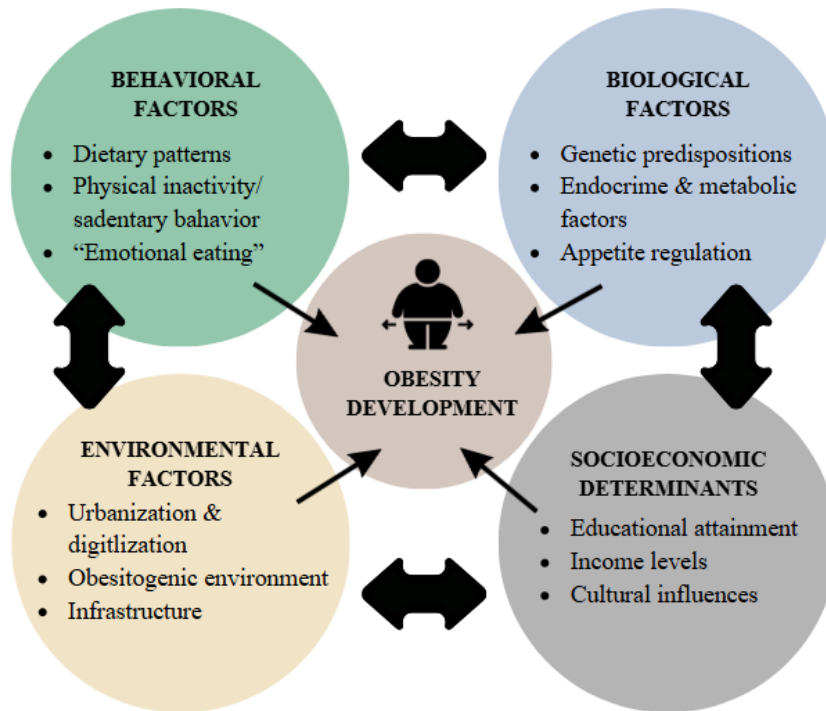 BEHAVIORAL
FACTORS
• Dietary patterns
• Physical inactivity/
sadentary bahavior
• “Emotional eating”
BIOLOGICAL
FACTORS
• Genetic predispositions
• Endocrime & metabolic
factors
• Appetite regulation
OBESITY
DEVELOPMENT
ENVIRONMENTAL
FACTORS
• Urbanization &
digitlization
• Obesitogenic environment
• Infrastructure
SOCIOECONOMIC
DETERMINANTS
• Educational attainment
• Income levels
• Cultural influences